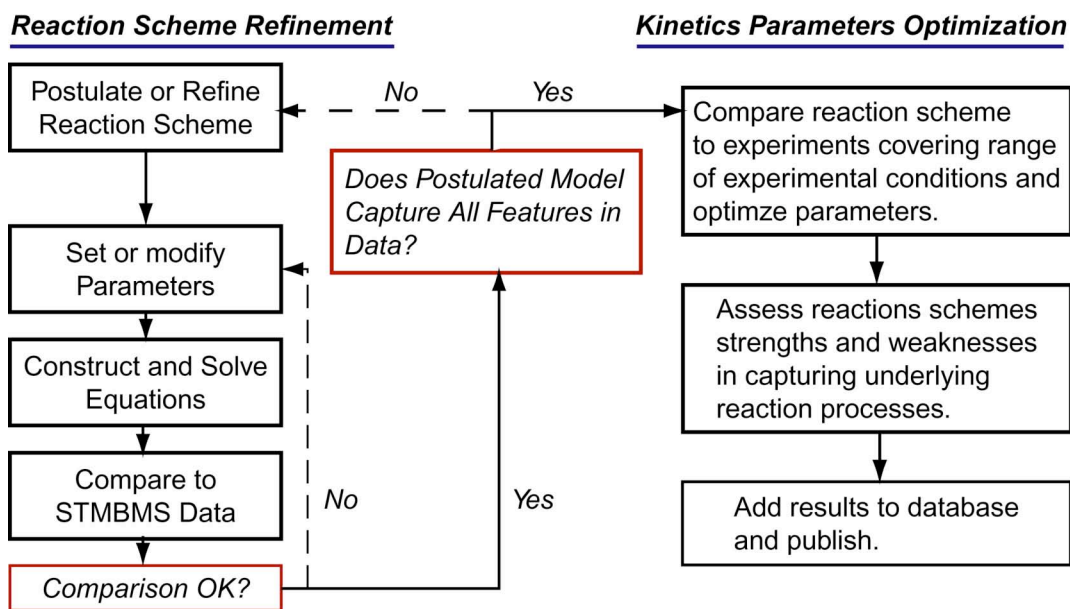 Reaction Scheme Refinement
Postulate or Refine
Reaction Scheme
Set or modify
Parameters
Construct and Solve
Equations
Compare to
STMBMS Data
Comparison OK?
No
Yes
Does Postulated Model
Capture All Features in
Data?
No
Yes
Kinetics Parameters Optimization
Compare reaction scheme
to experiments covering range
of experimental conditions and
optimze parameters.
Assess reactions schemes
strengths and weaknesses
in capturing underlying
reaction processes.
Add results to database
and publish.